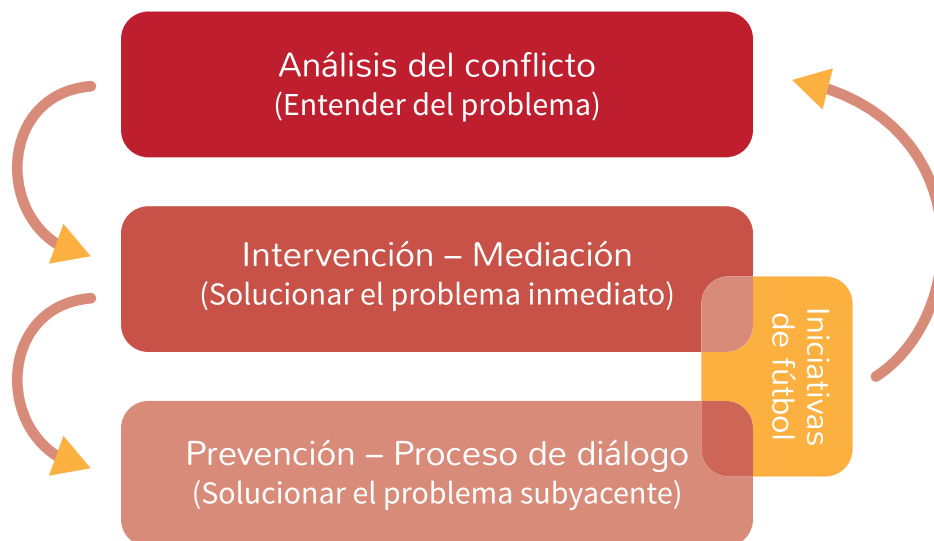 Análisis del conflicto
(Entender del problema)
Intervención – Mediación
(Solucionar el problema inmediato)
Iniciativas
de fútbol
Prevención – Proceso de diálogo
(Solucionar el problema subyacente)